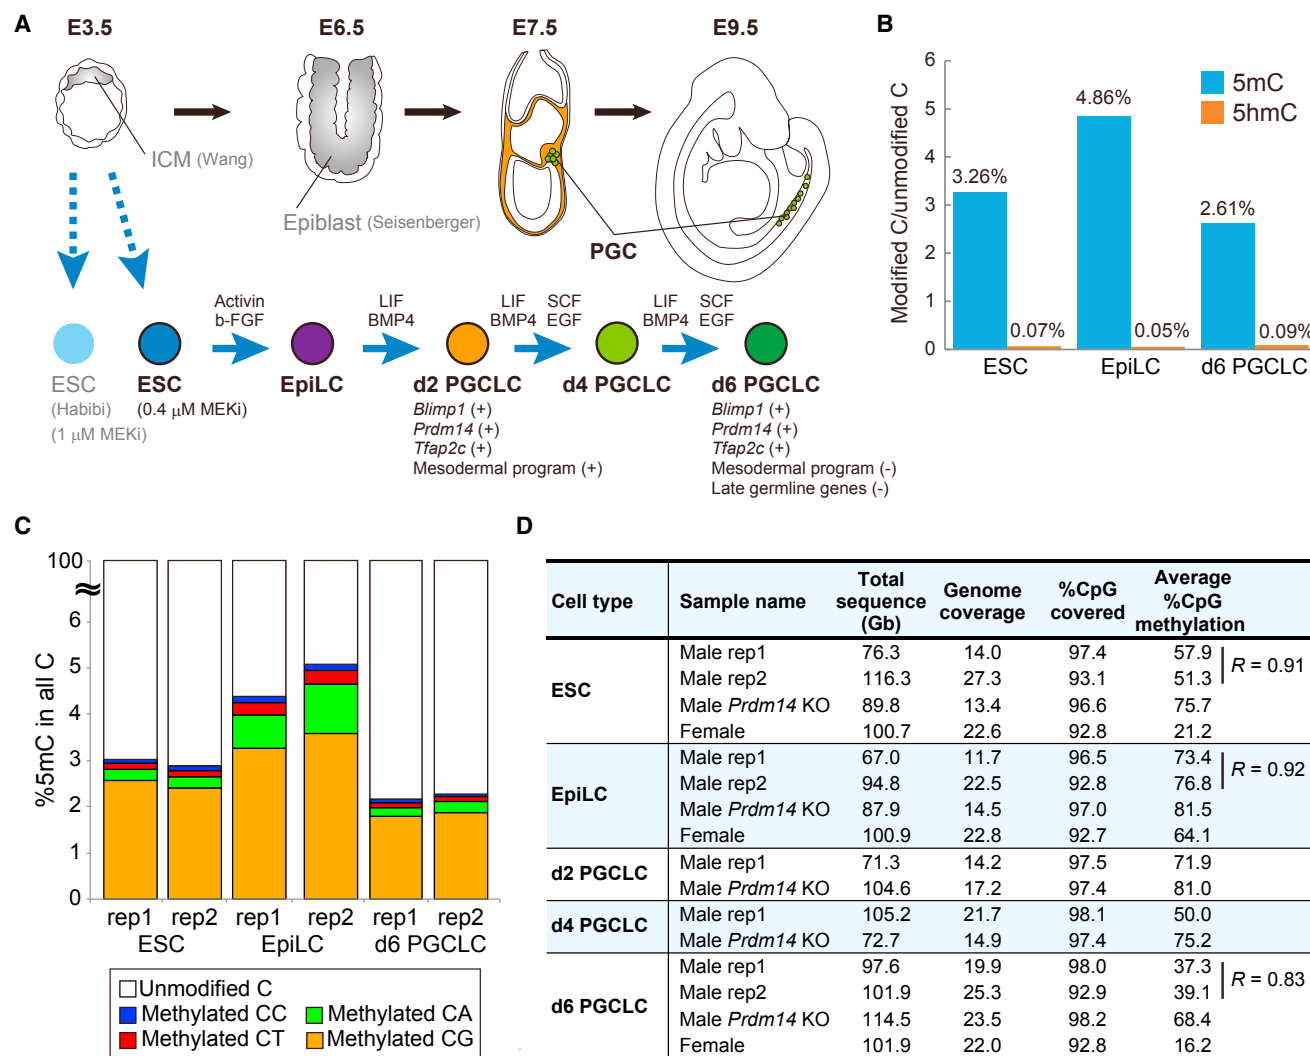 A
E3.5
E6.5
E7.5
E9.5
ICM (Wang)
Epiblast (Seisenberger)
PGC
Activin
b-FGF
LIF
BMP4
LIF
BMP4
SCF
EGF
LIF
BMP4
SCF
EGF
ESC
(Habibi)
(1 μM MEKi)
ESC
(0.4 μM MEKi)
EpiLC
d2 PGCLC
Blimp1 (+)
Prdm14 (+)
Tfap2c (+)
Mesodermal program (+)
d4 PGCLC
d6 PGCLC
Blimp1 (+)
Prdm14 (+)
Tfap2c (+)
Mesodermal program (-)
Late germline genes (-)
B
Modified C/unmodified C
6
5
4
3
2
1
0
3.26%
0.07%
4.86%
0.05%
2.61%
0.09%
5mC
5hmC
ESC EpiLC d6 PGCLC
C
%5mC in all C
100
6
5
4
3
2
1
0
rep1 rep2 rep1 rep2 rep1 rep2
ESC EpiLC d6 PGCLC
Unmodified C
Methylated CC Methylated CA
Methylated CT Methylated CG
D
Cell type Sample name Total sequence (Gb) Genome coverage %CpG covered Average %CpG methylation
ESC
Male rep1 76.3 14.0 97.4 57.9
Male rep2 116.3 27.3 93.1 51.3
R = 0.91
Male Prdm14 KO 89.8 13.4 96.6 75.7
Female 100.7 22.6 92.8 21.2
EpiLC
Male rep1 67.0 11.7 96.5 73.4
Male rep2 94.8 22.5 92.8 76.8
R = 0.92
Male Prdm14 KO 87.9 14.5 97.0 81.5
Female 100.9 22.8 92.7 64.1
d2 PGCLC
Male rep1 71.3 14.2 97.5 71.9
Male Prdm14 KO 104.6 17.2 97.4 81.0
d4 PGCLC
Male rep1 105.2 21.7 98.1 50.0
Male Prdm14 KO 72.7 14.9 97.4 75.2
d6 PGCLC
Male rep1 97.6 19.9 98.0 37.3
Male rep2 101.9 25.3 92.9 39.1
R = 0.83
Male Prdm14 KO 114.5 23.5 98.2 68.4
Female 101.9 22.0 92.8 16.2